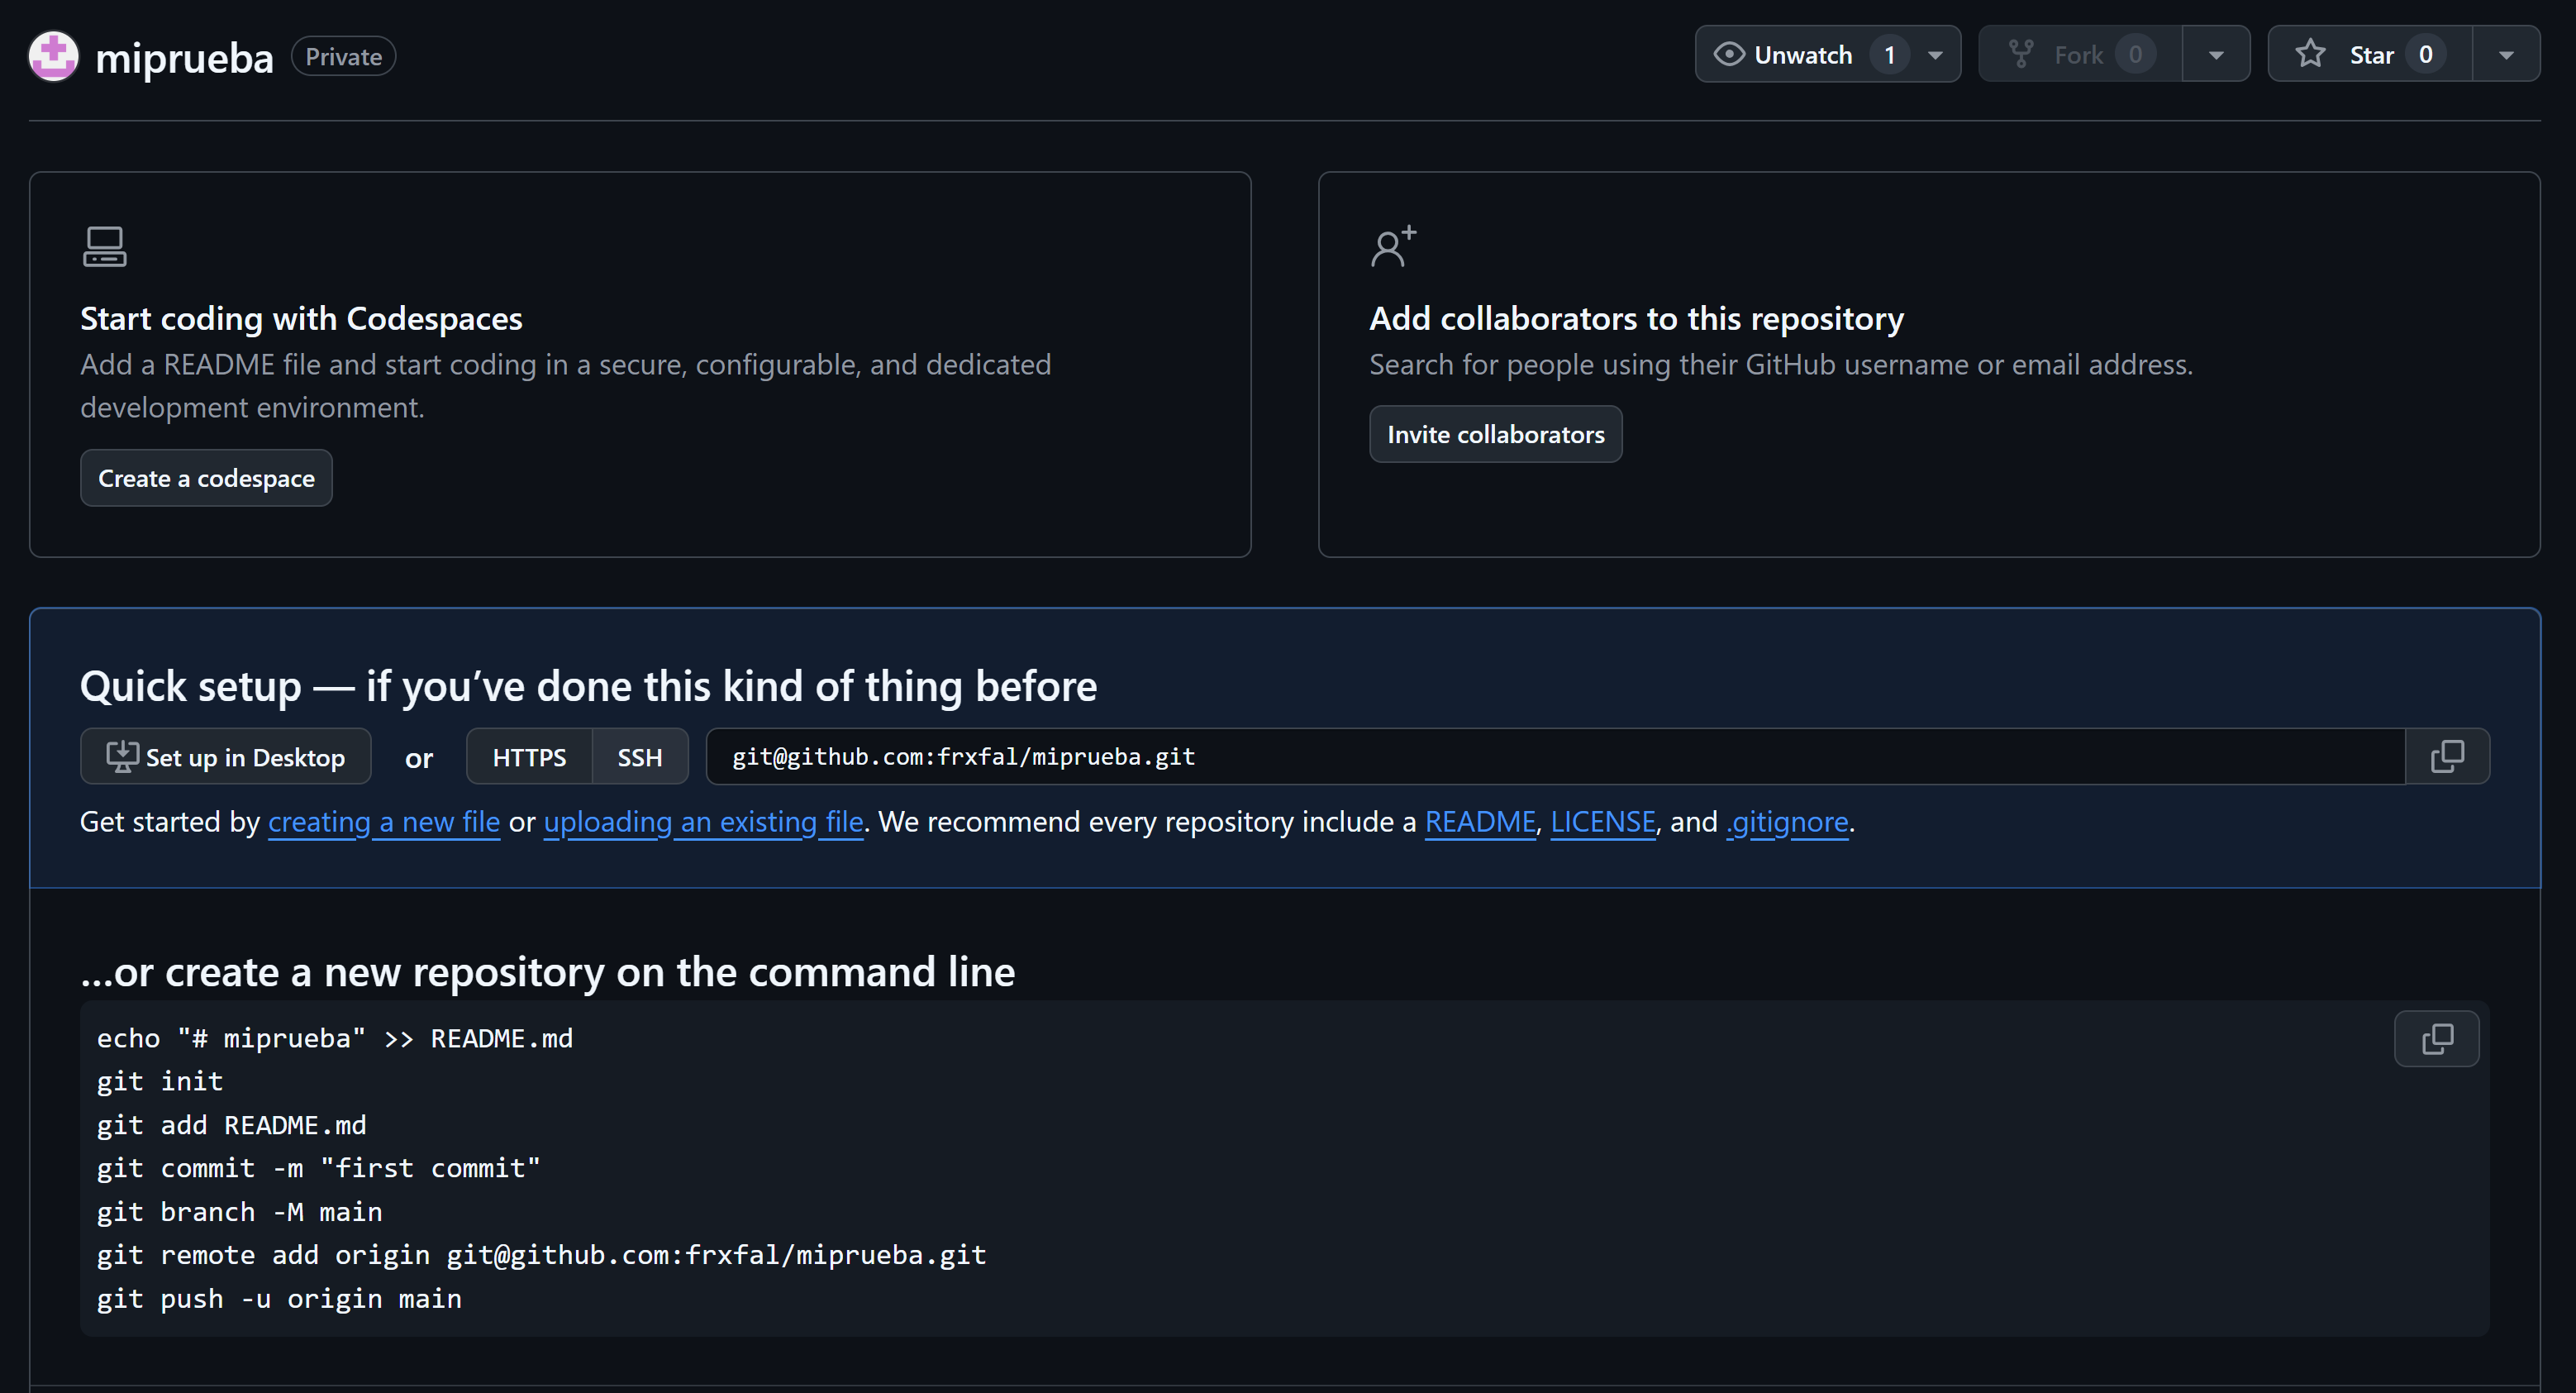 miprueba Private Unwatch 1 Fork 0 Star 0
Start coding with Codespaces
Add a README file and start coding in a secure, configurable, and dedicated
development environment.
Create a codespace
Add collaborators to this repository
Search for people using their GitHub username or email address.
Invite collaborators
Quick setup — if you’ve done this kind of thing before
Set up in Desktop or HTTPS SSH git@github.com:frxfal/miprueba.git
Get started by creating a new file or uploading an existing file. We recommend every repository include a README, LICENSE, and .gitignore.
…or create a new repository on the command line
echo "# miprueba" >> README.md
git init
git add README.md
git commit -m "first commit"
git branch -M main
git remote add origin git@github.com:frxfal/miprueba.git
git push -u origin main